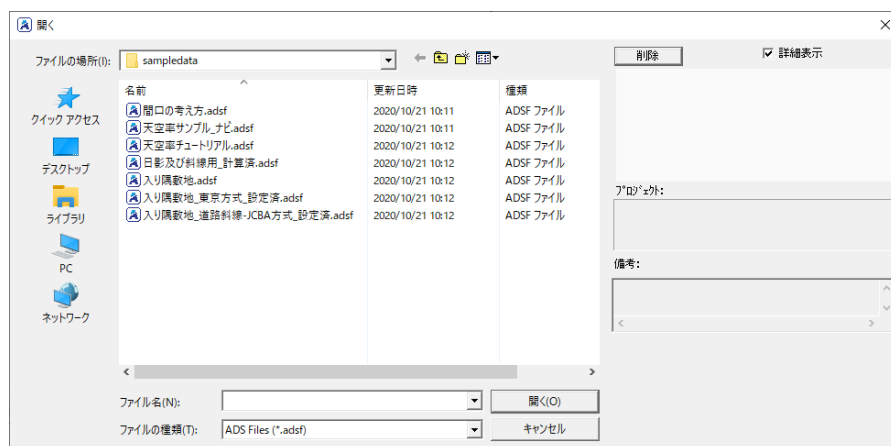 開く
ファイルの場所(I): sampledata
削除 詳細表示
名前 更新日時 種類
間口の考え方.adsf 2020/10/21 10:11 ADSF ファイル
天空率サンプル_ナビ.adsf 2020/10/21 10:11 ADSF ファイル
天空率チュートリアル.adsf 2020/10/21 10:12 ADSF ファイル
日影及び斜線用_計算済.adsf 2020/10/21 10:12 ADSF ファイル
入り隅敷地.adsf 2020/10/21 10:12 ADSF ファイル
入り隅敷地_東京方式_設定済.adsf 2020/10/21 10:12 ADSF ファイル
入り隅敷地_道路斜線-JCBA方式_設定済.adsf 2020/10/21 10:12 ADSF ファイル
クイック アクセス
デスクトップ
ライブラリ
PC
ネットワーク
プロジェクト:
備考:
ファイル名(N): 開く(O)
ファイルの種類(T): ADS Files (*.adsf) キャンセル